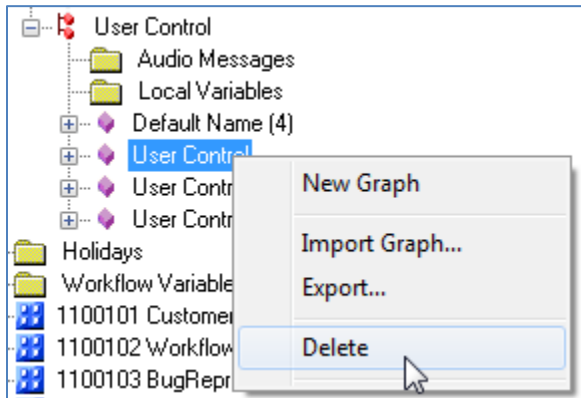 User Control
Audio Messages
Local Variables
Default Name (4)
User Control
New Graph
User Contr
User Contr
Import Graph...
Holidays
Workflow Variable
Export...
1100101 Customer
1100102 Workflow
Delete
1100103 BugRepr